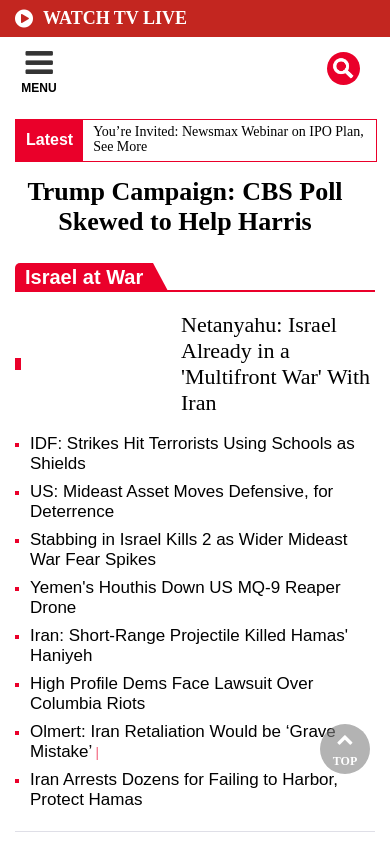 WATCH TV LIVE
MENU
Latest
You’re Invited: Newsmax Webinar on IPO Plan,
See More
Trump Campaign: CBS Poll
Skewed to Help Harris
Israel at War
Netanyahu: Israel
Already in a
'Multifront War' With
Iran
IDF: Strikes Hit Terrorists Using Schools as
Shields
US: Mideast Asset Moves Defensive, for
Deterrence
Stabbing in Israel Kills 2 as Wider Mideast
War Fear Spikes
Yemen's Houthis Down US MQ-9 Reaper
Drone
Iran: Short-Range Projectile Killed Hamas'
Haniyeh
High Profile Dems Face Lawsuit Over
Columbia Riots
Olmert: Iran Retaliation Would be ‘Grave
Mistake’ |
TOP
Iran Arrests Dozens for Failing to Harbor,
Protect Hamas